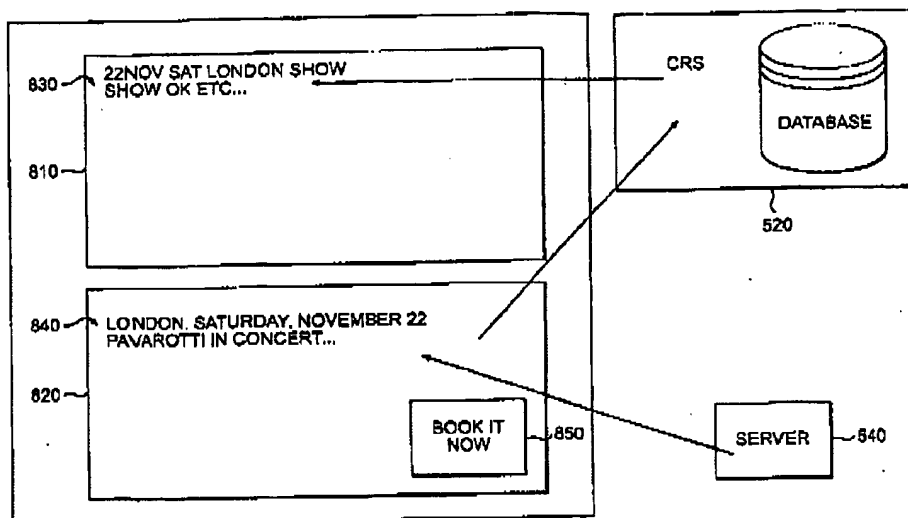 830
22NOV SAT LONDON SHOW
SHOW OK ETC...
810
CRS
DATABASE
520
840
LONDON, SATURDAY, NOVEMBER 22
PAVAROTTI IN CONCERT...
820
BOOK IT
NOW
850
SERVER
540